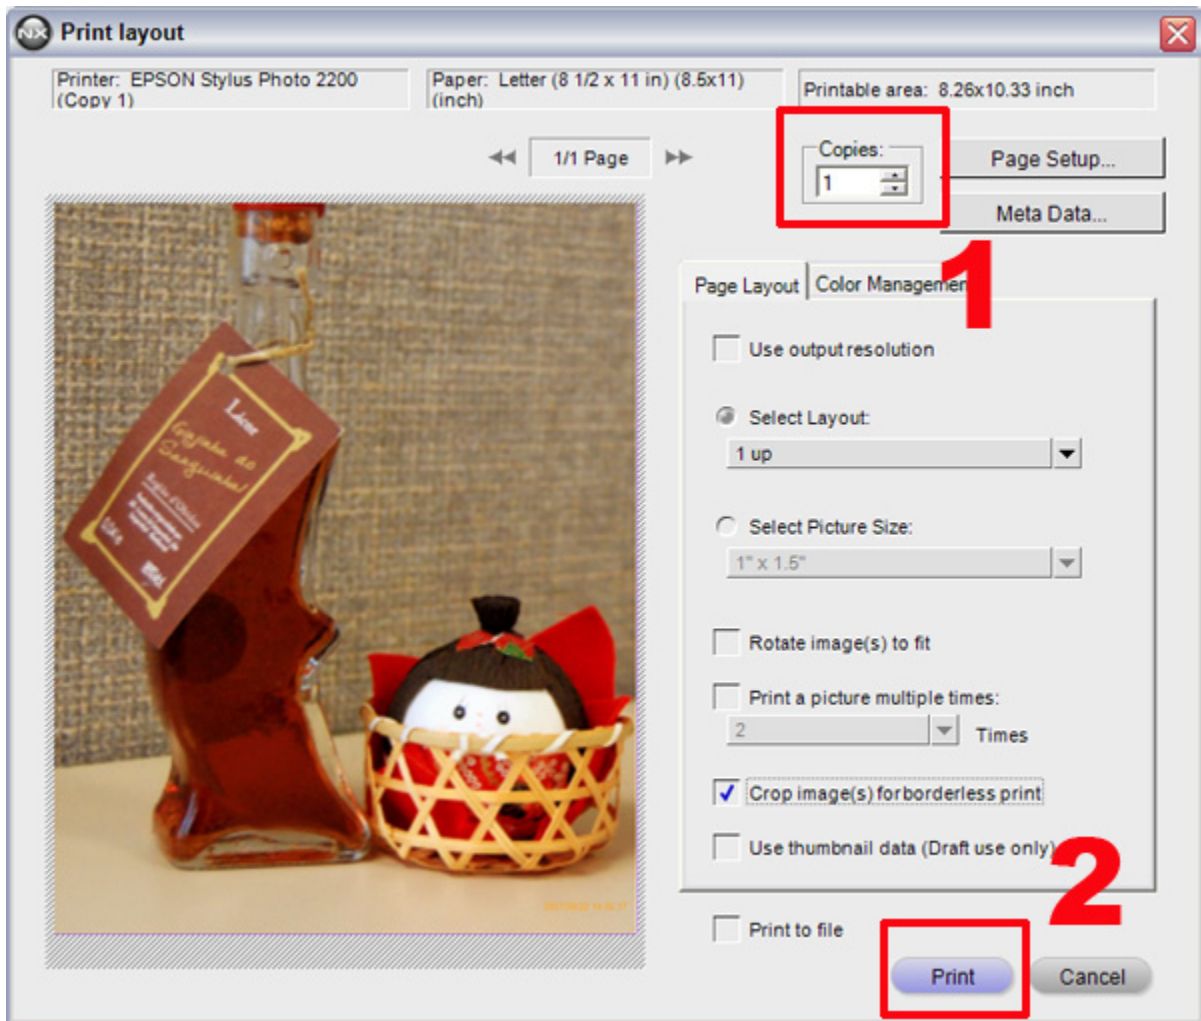 NX Print layout
Printer: EPSON Stylus Photo 2200
(Copy 1)
Paper: Letter (8 1/2 x 11 in) (8.5x11)
(inch)
Printable area: 8.26x10.33 inch
1/1 Page
Copies:
1
Page Setup...
Meta Data...
1
Page Layout
Color Managemen
Use output resolution
Select Layout:
1 up
Select Picture Size:
1" x 1.5"
Rotate image(s) to fit
Print a picture multiple times:
2
Times
Crop image(s) for borderless print
Use thumbnail data (Draft use only)
2
Print to file
Print
Cancel
Licor